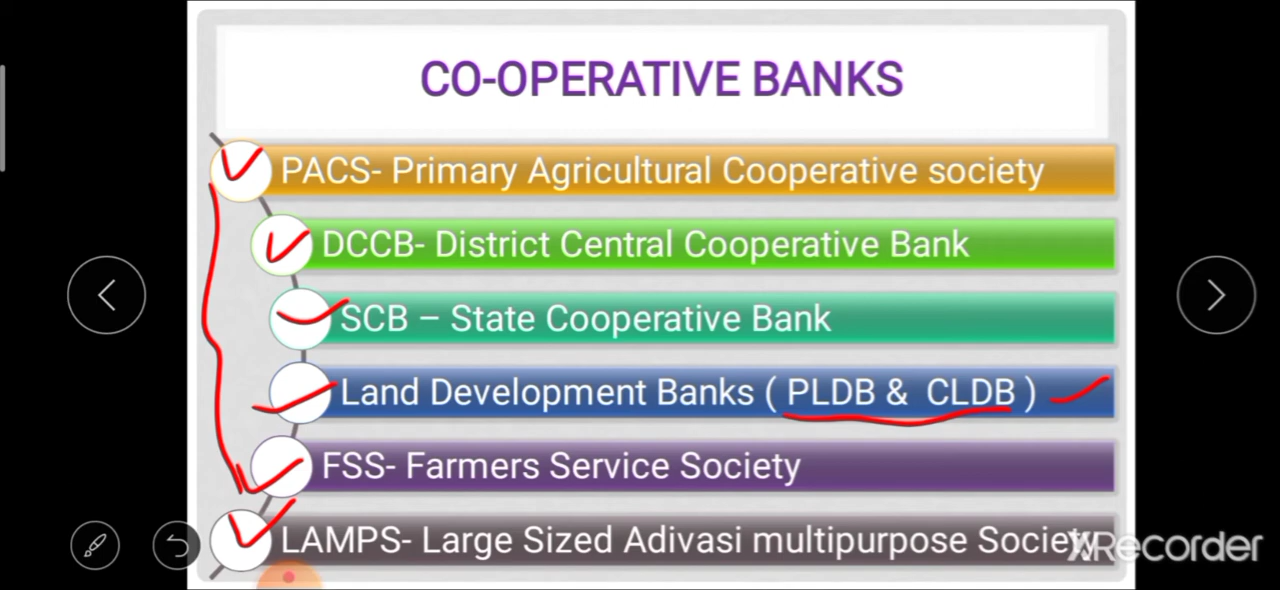 CO-OPERATIVE BANKS
PACS- Primary Agricultural Cooperative society
DCCB- District Central Cooperative Bank
SCB – State Cooperative Bank
Land Development Banks ( PLDB & CLDB )
FSS- Farmers Service Society
LAMPS- Large Sized Adivasi multipurpose Society
XRecorder